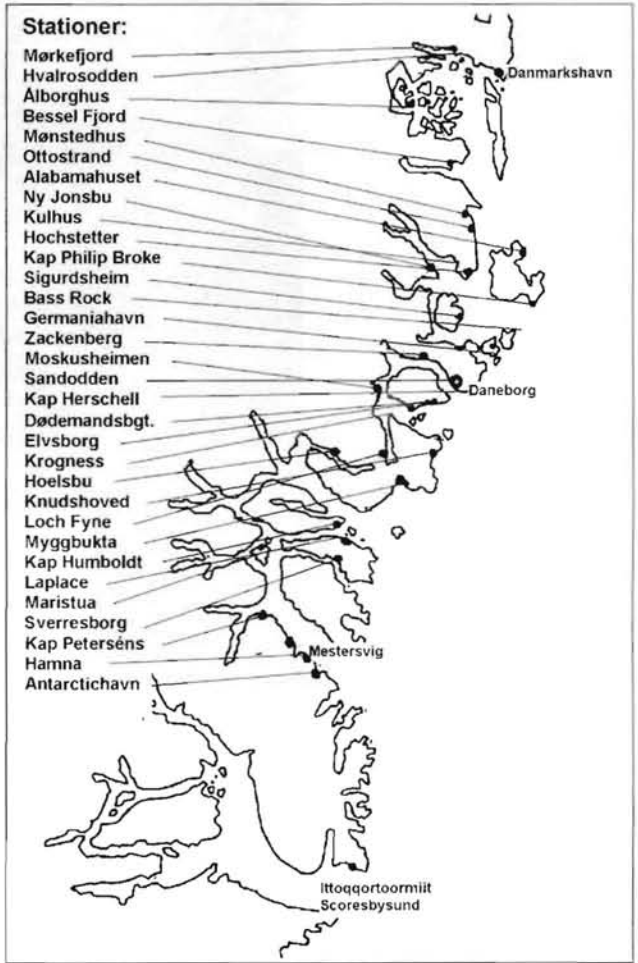 Stationer:
Mørkefjord
Hvalrosodden
Ålborghus
Bessel Fjord
Mønstedhus
Ottostrand
Alabamahuset
Ny Jonsbu
Kulhus
Hochstetter
Kap Philip Broke
Sigurdsheim
Bass Rock
Germaniahavn
Zackenberg
Moskusheimen
Sandodden
Kap Herschell
Dødemandsbgt.
Elvsborg
Krogness
Hoelsbu
Knudshoved
Loch Fyne
Myggbukta
Kap Humboldt
Laplace
Maristua
Sverresborg
Kap Peterséns
Hamna
Antarctichavn
Danmarkshavn
Daneborg
Mestersvig
Ittoqqortoormiit
Scoresbysund